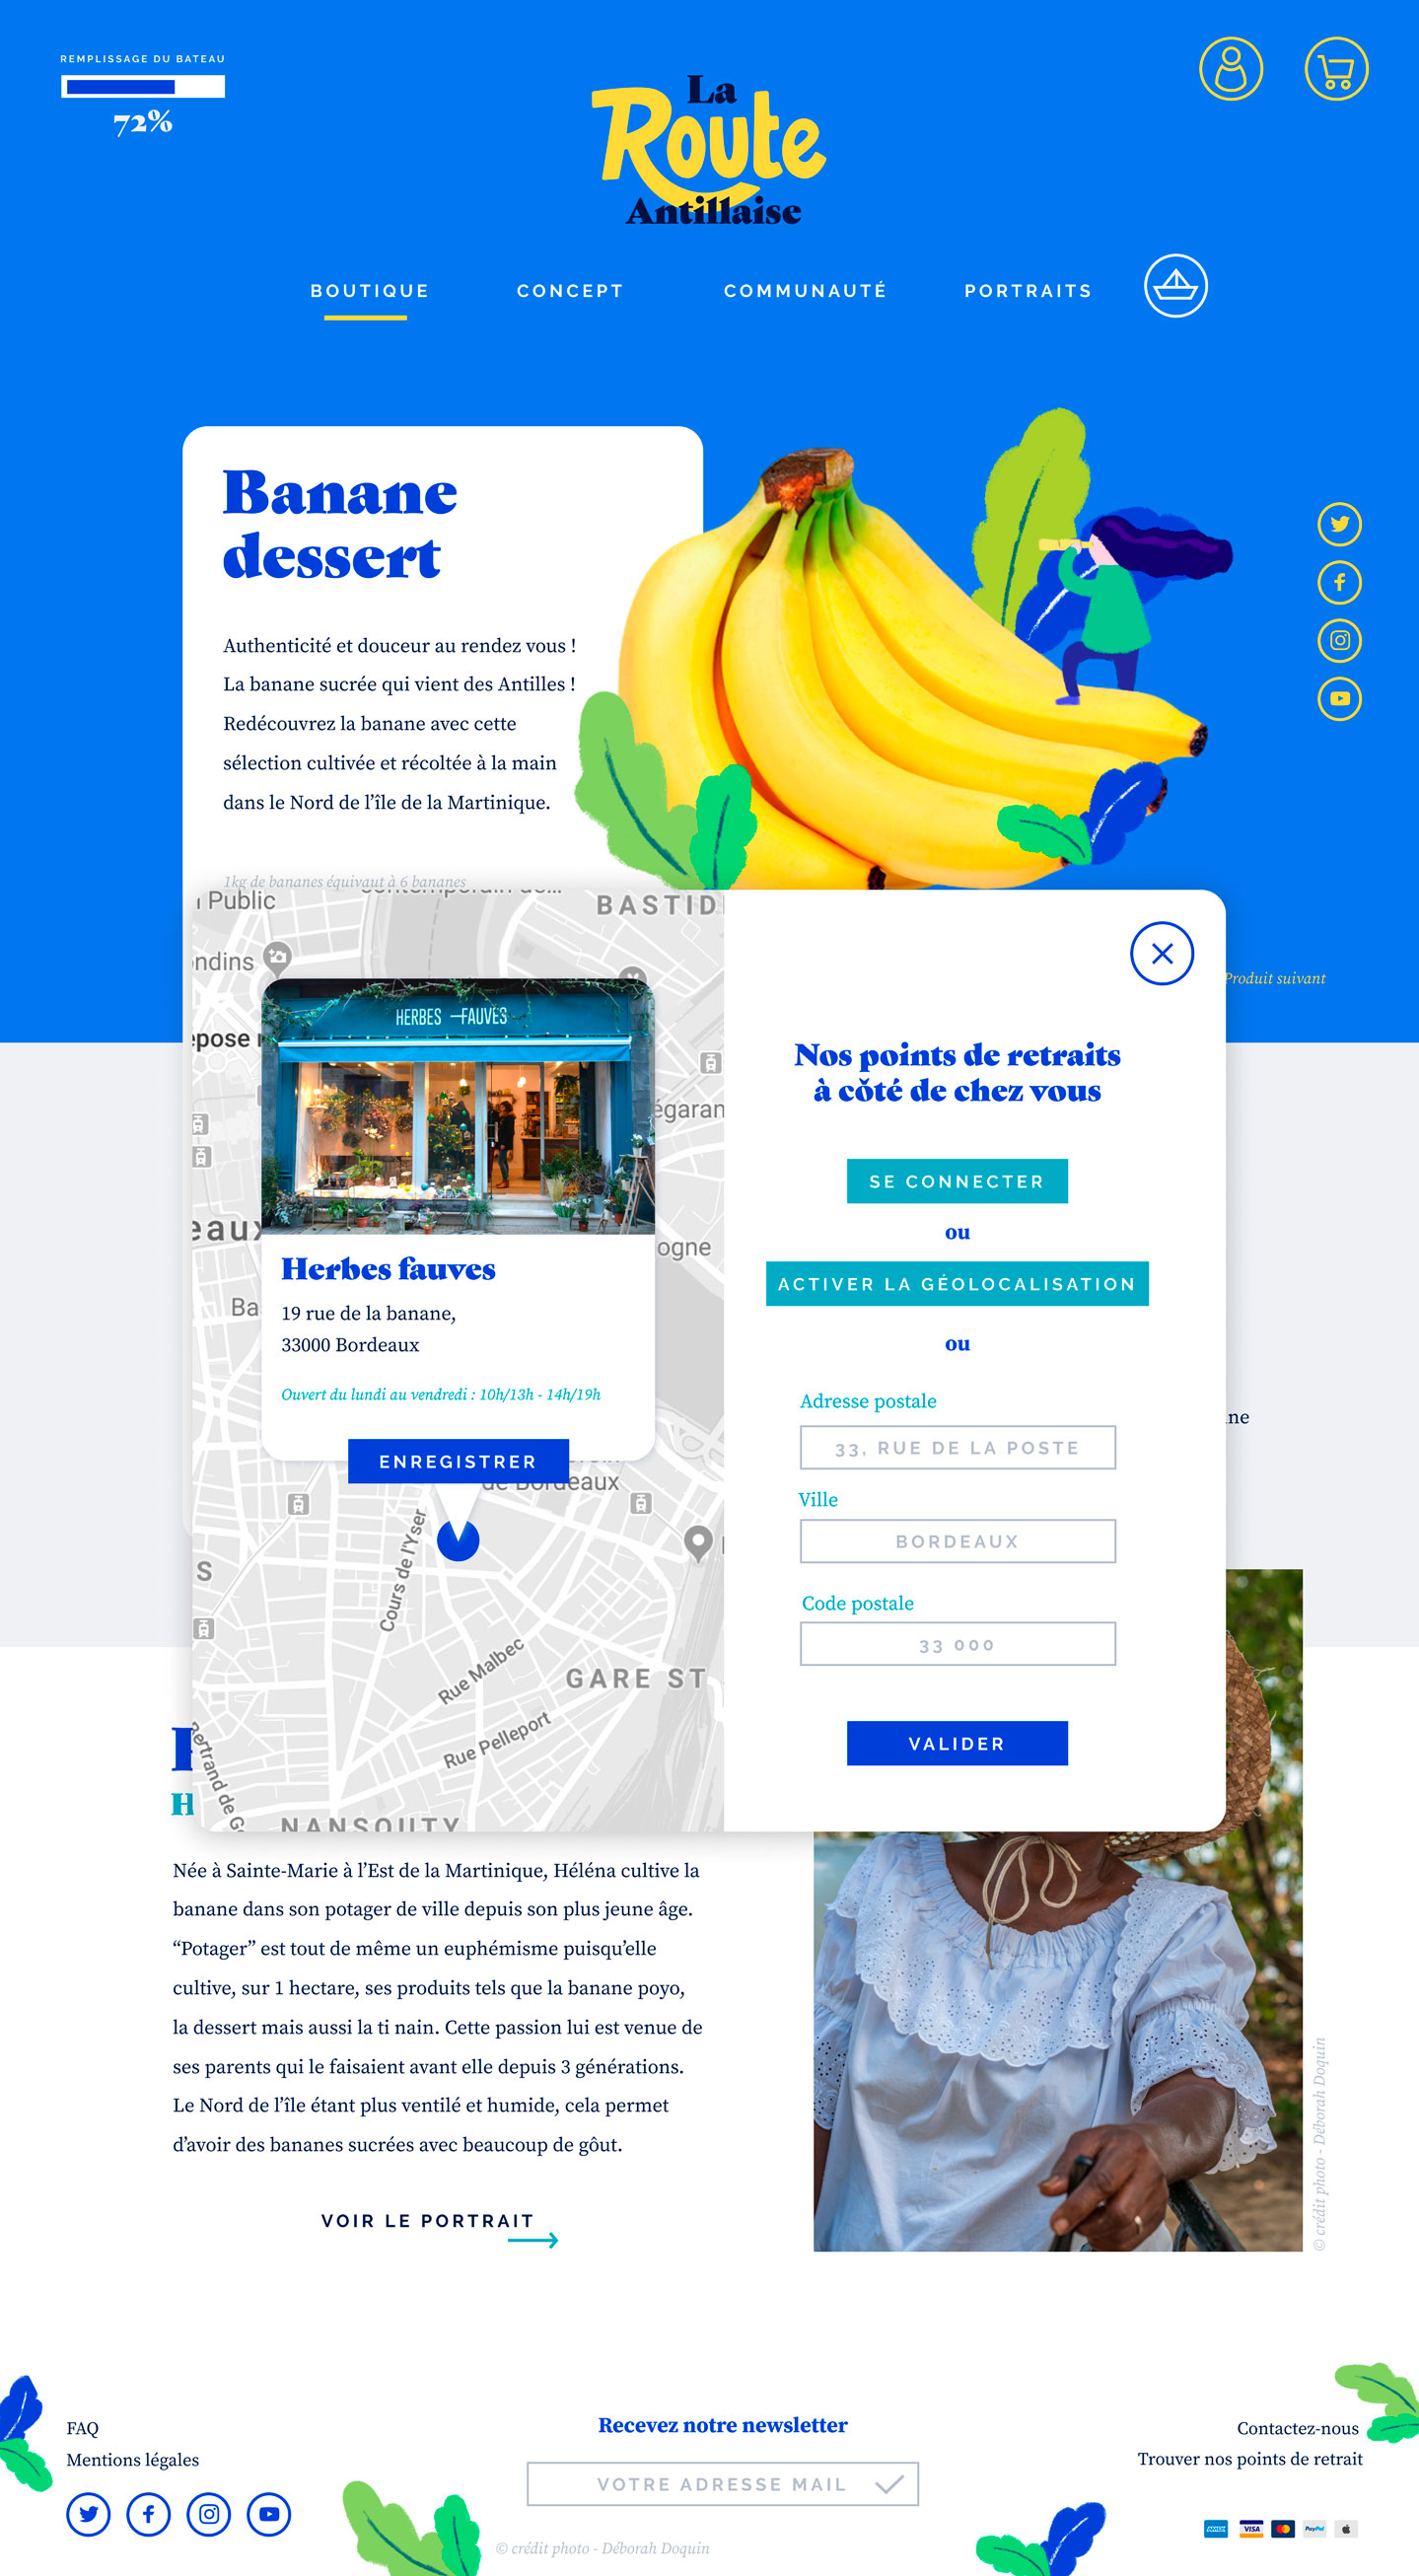 REMPLISSAGE DU BATEAU
72%
La
Route
Antillaise
BOUTIQUE
CONCEPT
COMMUNAUTÉ
PORTRAITS
Banane
dessert
Authenticité et douceur au rendez vous !
La banane sucrée qui vient des Antilles !
Redécouvrez la banane avec cette
sélection cultivée et récoltée à la main
dans le Nord de l’île de la Martinique.
1kg de bananes équivaut à 6 bananes
Produit suivant
Public
BASTID
ndins
epose
HERBES FAUVES
égaran
eaux
ogne
Ba
Herbes fauves
19 rue de la banane,
33000 Bordeaux
Ouvert du lundi au vendredi : 10h/13h - 14h/19h
ENREGISTRER
de Bordeaux
Cours de l'Yser
S
Rue Malbec
GARE ST
Rue Pelleport
Bertrand de G
NANSOUTY
Nos points de retraits
à côté de chez vous
SE CONNECTER
ou
ACTIVER LA GÉOLOCALISATION
ou
Adresse postale
33, RUE DE LA POSTE
Ville
BORDEAUX
Code postale
33 000
VALIDER
ine
H
Née à Sainte-Marie à l’Est de la Martinique, Héléna cultive la
banane dans son potager de ville depuis son plus jeune âge.
“Potager” est tout de même un euphémisme puisqu’elle
cultive, sur 1 hectare, ses produits tels que la banane poyo,
la dessert mais aussi la ti nain. Cette passion lui est venue de
ses parents qui le faisaient avant elle depuis 3 générations.
Le Nord de l’île étant plus ventilé et humide, cela permet
d’avoir des bananes sucrées avec beaucoup de gôut.
VOIR LE PORTRAIT
© crédit photo - Déborah Doquin
FAQ
Mentions légales
Recevez notre newsletter
VOTRE ADRESSE MAIL
© crédit photo - Déborah Doquin
Contactez-nous
Trouver nos points de retrait
VISA
PayPal